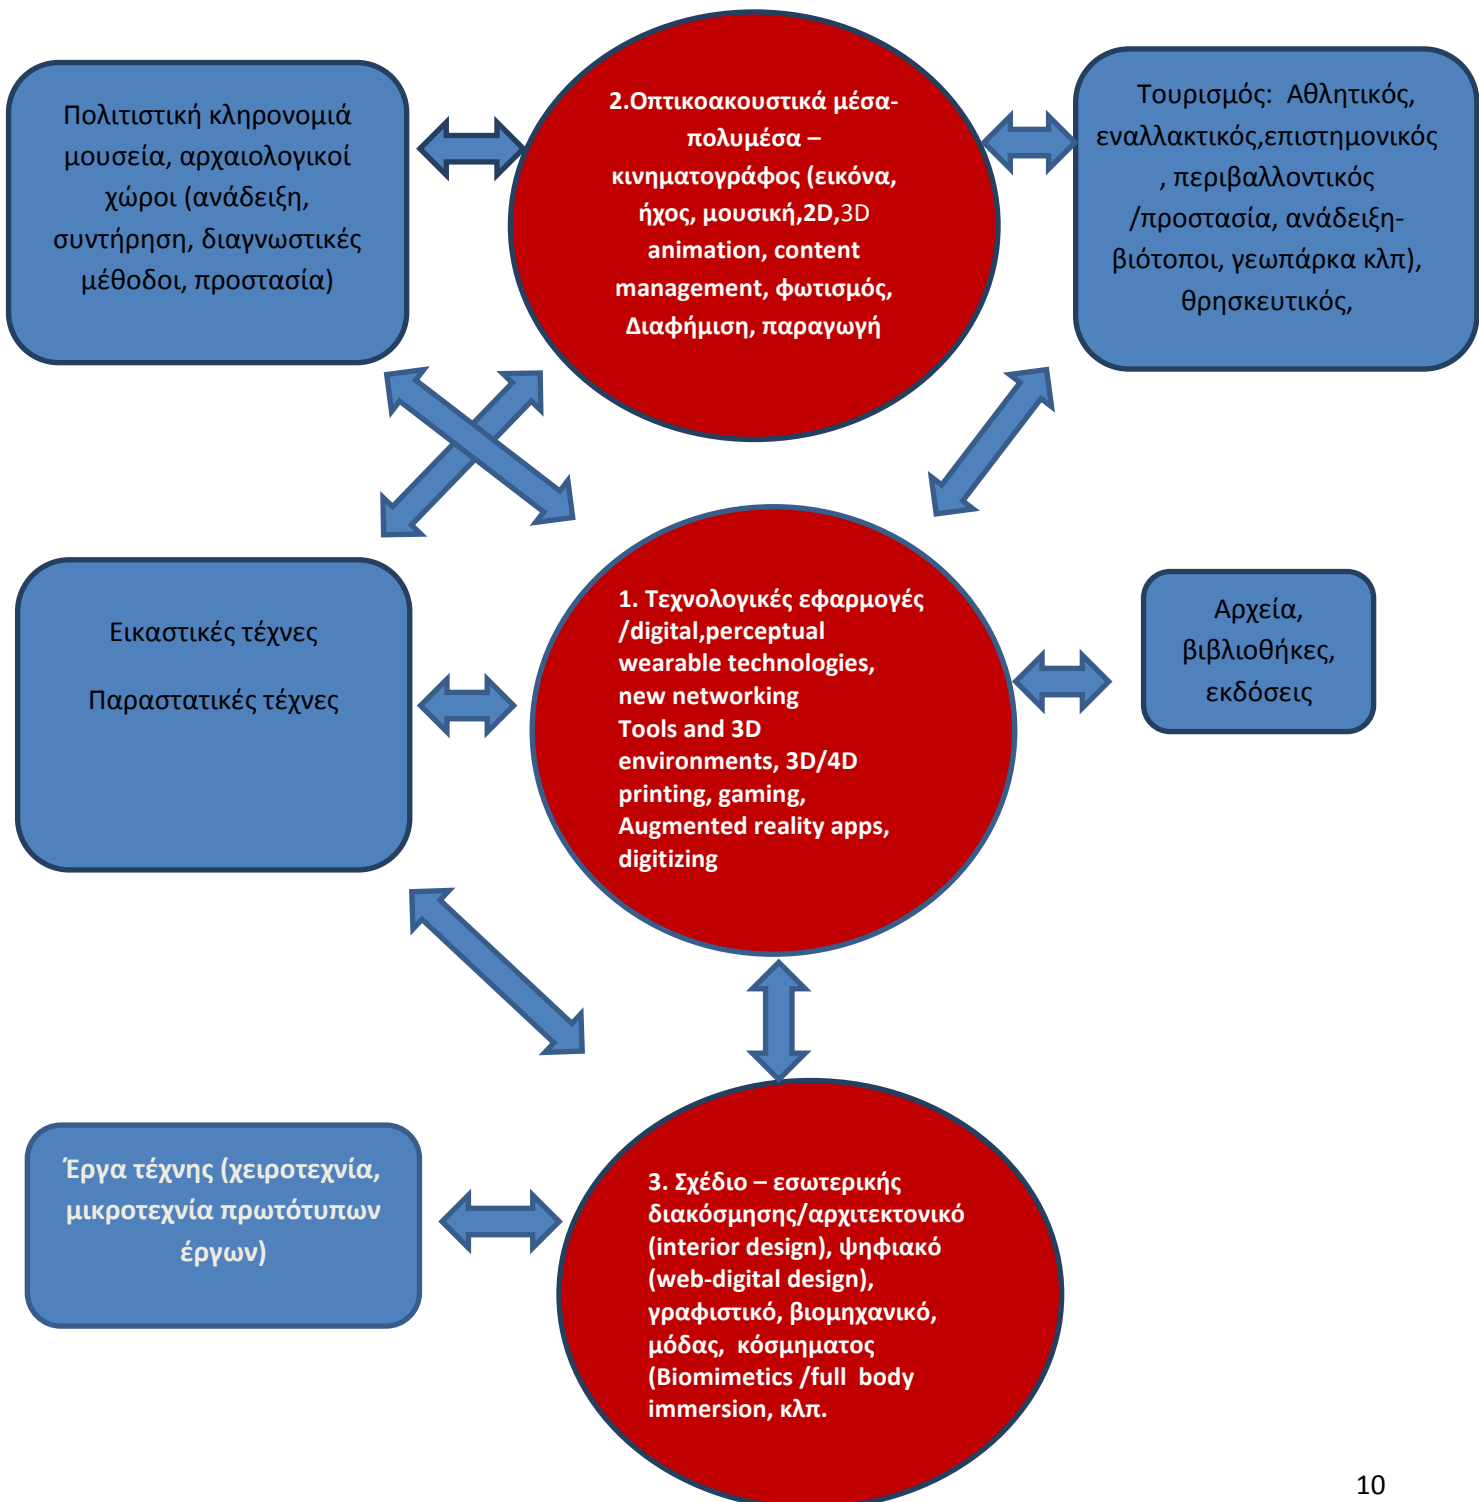 Πολιτιστική κληρονομιά
μουσεία, αρχαιολογικοί
χώροι (ανάδειξη,
συντήρηση, διαγνωστικές
μέθοδοι, προστασία)
2.Οπτικοακουστικά μέσα-
πολυμέσα –
κινηματογράφος (εικόνα,
ήχος, μουσική,2D,3D
animation, content
management, φωτισμός,
Διαφήμιση, παραγωγή
Τουρισμός:  Αθλητικός,
εναλλακτικός,επιστημονικός
, περιβαλλοντικός
/προστασία, ανάδειξη-
βιότοποι, γεωπάρκα κλπ),
θρησκευτικός,
Εικαστικές τέχνες
Παραστατικές τέχνες
1. Τεχνολογικές εφαρμογές
/digital,perceptual
wearable technologies,
new networking
Tools and 3D
environments, 3D/4D
printing, gaming,
Augmented reality apps,
digitizing
Αρχεία,
βιβλιοθήκες,
εκδόσεις
Έργα τέχνης (χειροτεχνία,
μικροτεχνία πρωτότυπων
έργων)
3. Σχέδιο – εσωτερικής
διακόσμησης/αρχιτεκτονικό
(interior design), ψηφιακό
(web-digital design),
γραφιστικό, βιομηχανικό,
μόδας,  κόσμηματος
(Biomimetics /full  body
immersion, κλπ.
10